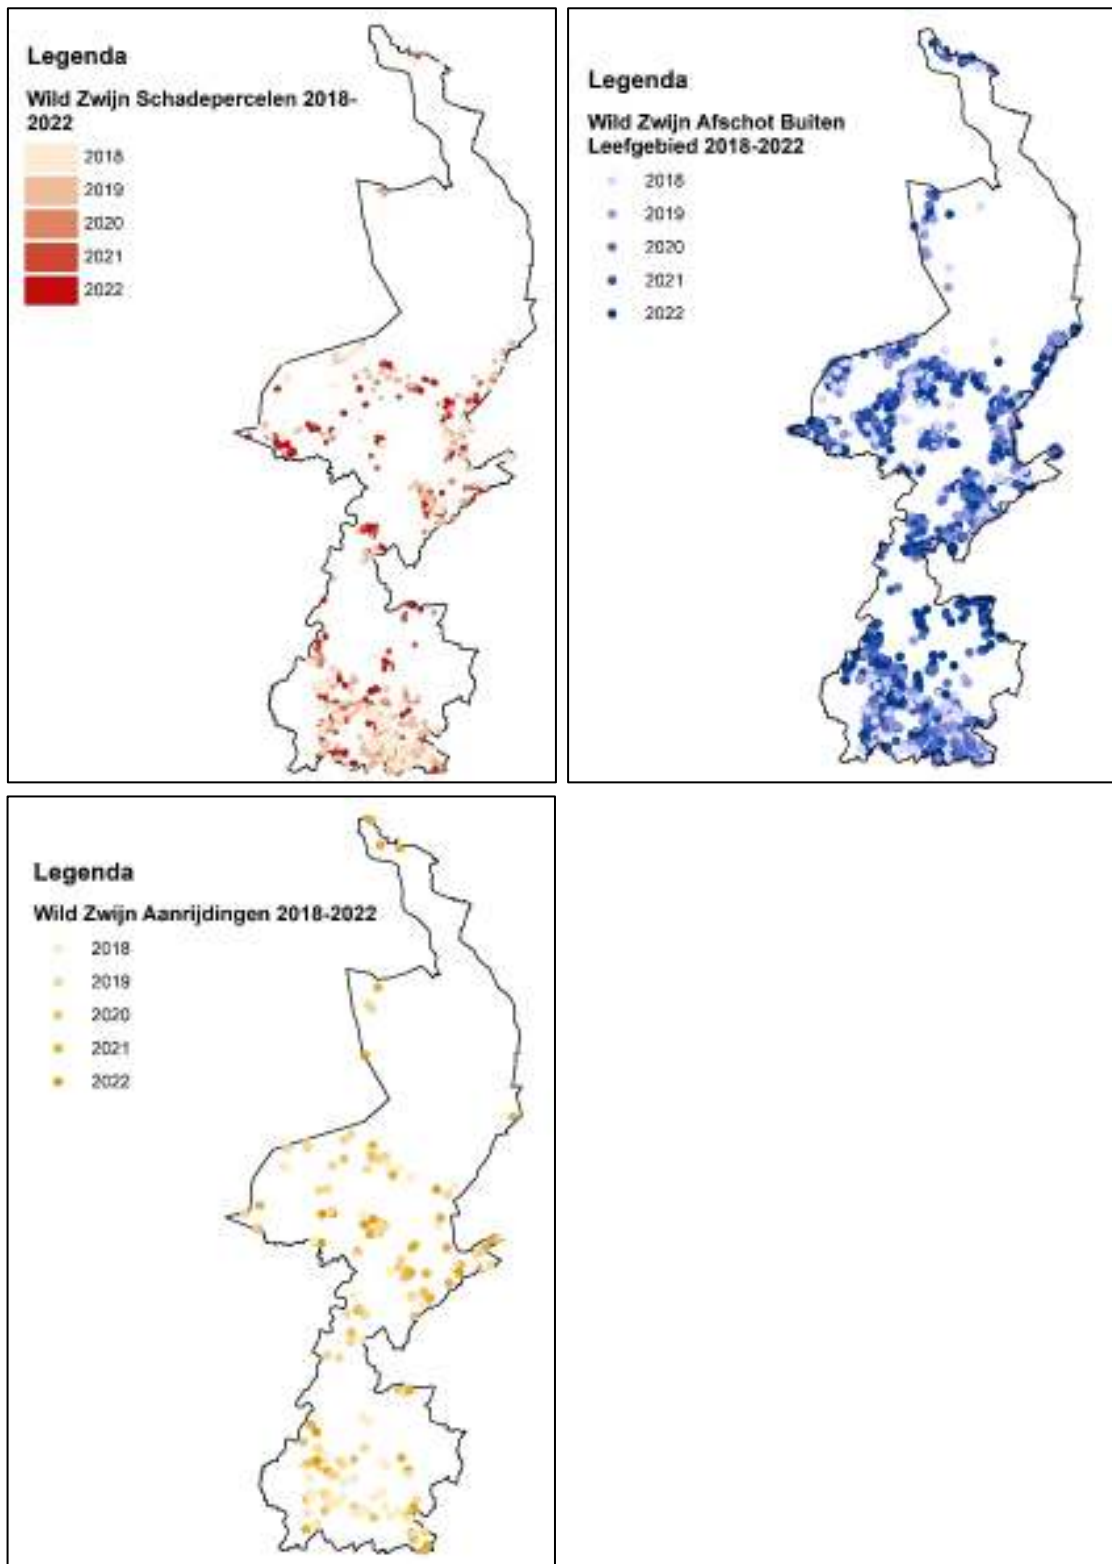 Legenda
Wild Zwijn Schadepercelen 2018-
2022
2018
2019
2020
2021
2022
Legenda
Wild Zwijn Afschot Buiten
Leefgebied 2018-2022
2018
2019
2020
2021
2022
Legenda
Wild Zwijn Aanrijdingen 2018-2022
2018
2019
2020
2021
2022